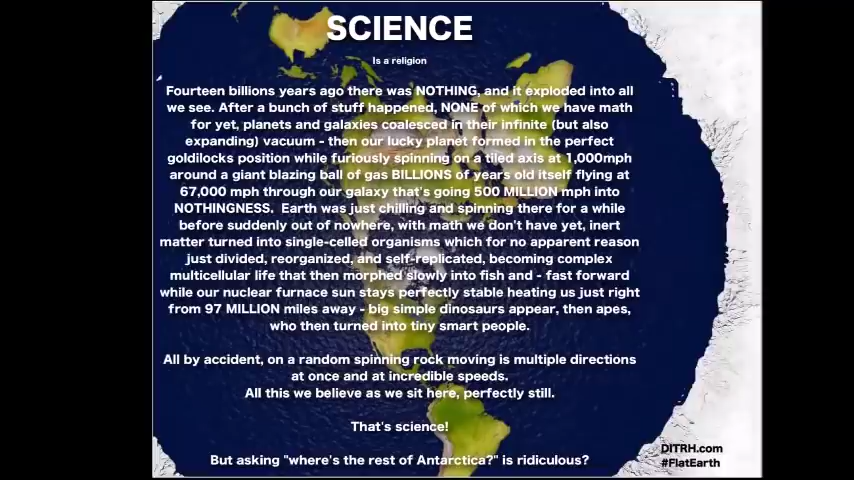 SCIENCE
Is a religion
Fourteen billions years ago there was NOTHING, and it exploded into all
we see. After a bunch of stuff happened, NONE of which we have math
for yet, planets and galaxies coalesced in their infinite (but also
expanding) vacuum - then our lucky planet formed in the perfect
goldilocks position while furiously spinning on a tiled axis at 1,000mph
around a giant blazing ball of gas BILLIONS of years old itself flying at
67,000 mph through our galaxy that's going 500 MILLION mph into
NOTHINGNESS. Earth was just chilling and spinning there for a while
before suddenly out of nowhere, with math we don't have yet, inert
matter turned into single-celled organisms which for no apparent reason
just divided, reorganized, and self-replicated, becoming complex
multicellular life that then morphed slowly into fish and - fast forward
while our nuclear furnace sun stays perfectly stable heating us just right
from 97 MILLION miles away - big simple dinosaurs appear, then apes,
who then turned into tiny smart people.
All by accident, on a random spinning rock moving is multiple directions
at once and at incredible speeds.
All this we believe as we sit here, perfectly still.
That's science!
But asking "where's the rest of Antarctica?" is ridiculous?
DITRH.com
#FlatEarth